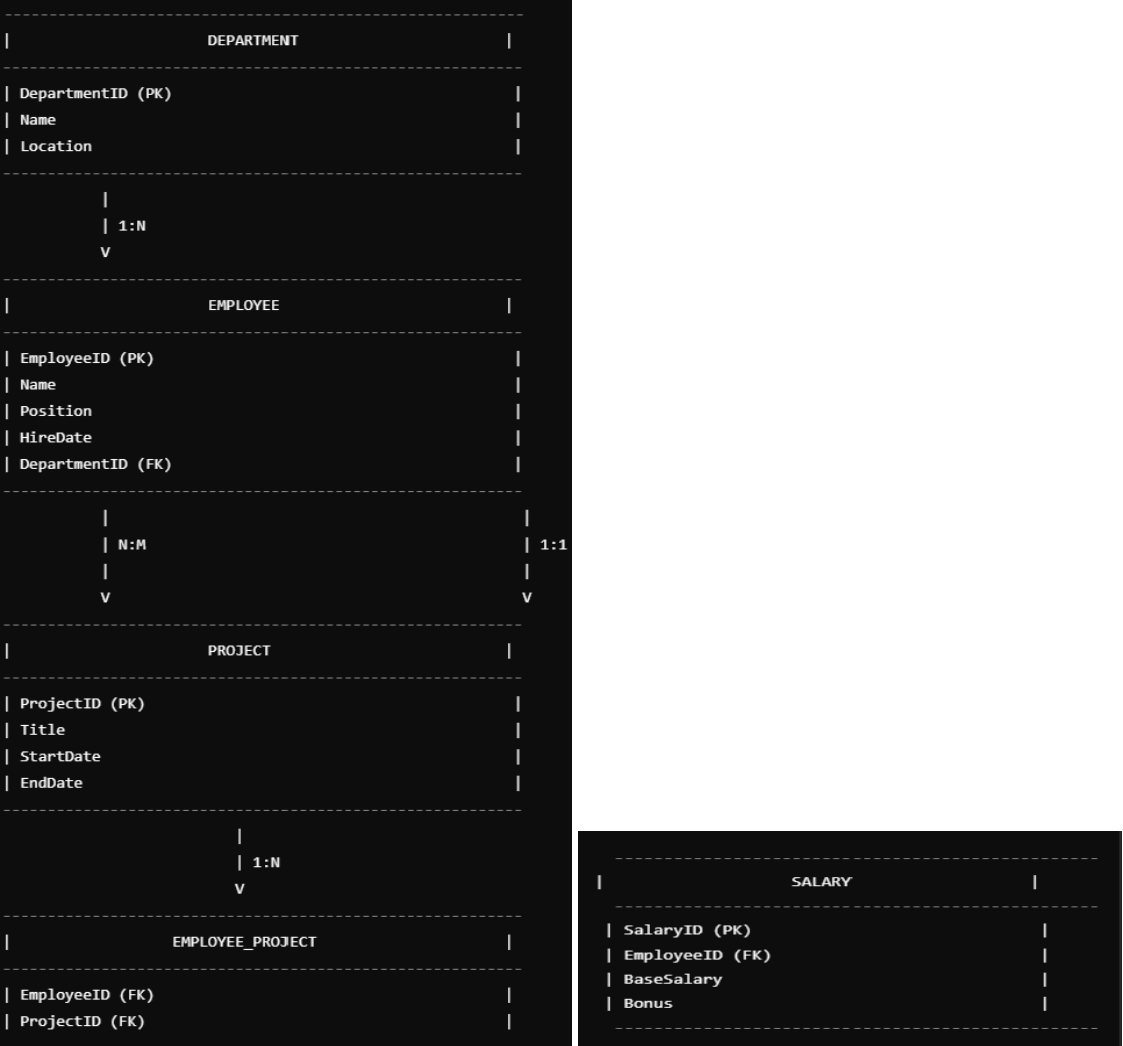 DEPARTMENT
DepartmentID (PK)
Name
Location
1:N
V
EMPLOYEE
EmployeeID (PK)
Name
Position
HireDate
DepartmentID (FK)
N:M 1:1
V V
PROJECT
ProjectID (PK)
Title
StartDate
EndDate
1:N
V
EMPLOYEE_PROJECT
EmployeeID (FK)
ProjectID (FK)
SALARY
SalaryID (PK)
EmployeeID (FK)
BaseSalary
Bonus